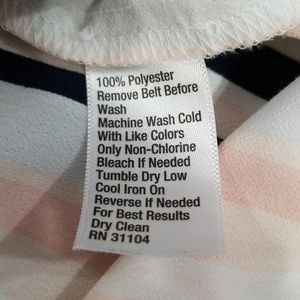 100% Polyester
Remove Belt Before
Wash
Machine Wash Cold
With Like Colors
Only Non-Chlorine
Bleach If Needed
Tumble Dry Low
Cool Iron On
Reverse If Needed
For Best Results
Dry Clean
RN 31104